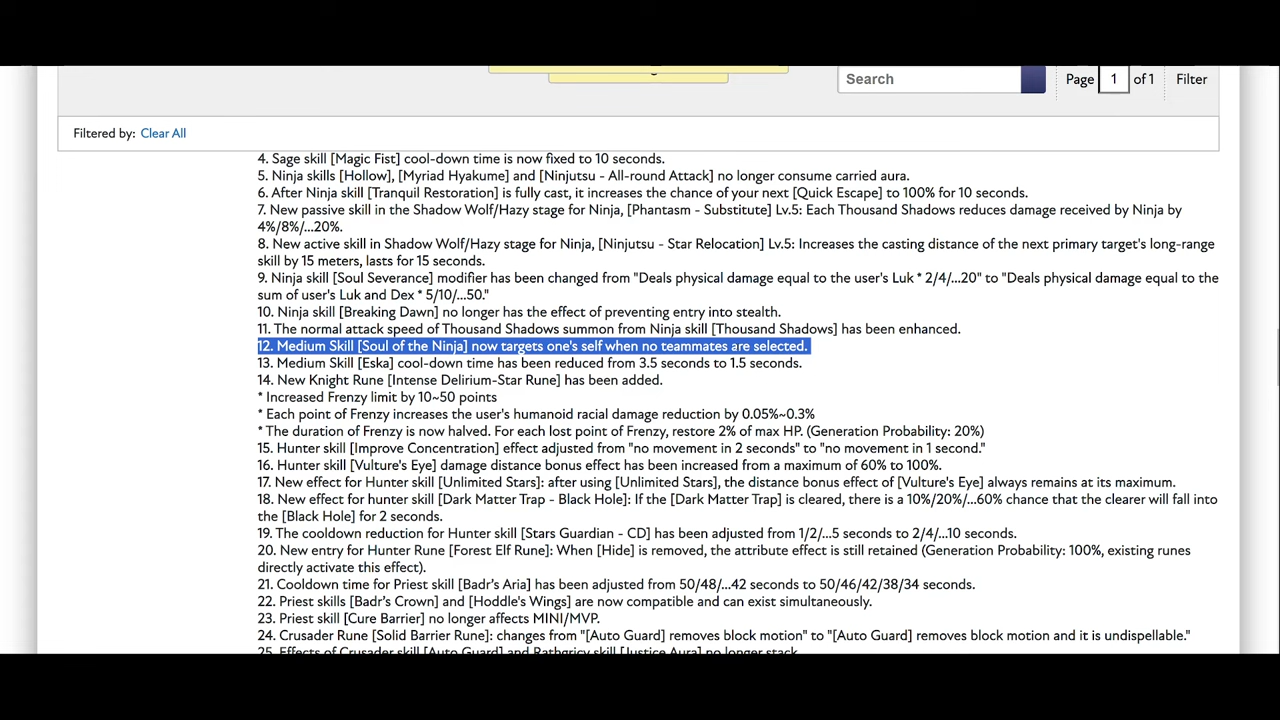 Search
Page 1 of 1 Filter
Filtered by: Clear All
4. Sage skill [Magic Fist] cool-down time is now fixed to 10 seconds.
5. Ninja skills [Hollow], [Myriad Hyakume] and [Ninjutsu - All-round Attack] no longer consume carried aura.
6. After Ninja skill [Tranquil Restoration] is fully cast, it increases the chance of your next [Quick Escape] to 100% for 10 seconds.
7. New passive skill in the Shadow Wolf/Hazy stage for Ninja, [Phantasm - Substitute] Lv.5: Each Thousand Shadows reduces damage received by Ninja by
4%/8%/...20%.
8. New active skill in Shadow Wolf/Hazy stage for Ninja, [Ninjutsu - Star Relocation] Lv.5: Increases the casting distance of the next primary target's long-range
skill by 15 meters, lasts for 15 seconds.
9. Ninja skill [Soul Severance] modifier has been changed from "Deals physical damage equal to the user's Luk * 2/4/...20" to "Deals physical damage equal to the
sum of user's Luk and Dex * 5/10/...50."
10. Ninja skill [Breaking Dawn] no longer has the effect of preventing entry into stealth.
11. The normal attack speed of Thousand Shadows summon from Ninja skill [Thousand Shadows] has been enhanced.
12. Medium Skill [Soul of the Ninja] now targets one's self when no teammates are selected.
13. Medium Skill [Eska] cool-down time has been reduced from 3.5 seconds to 1.5 seconds.
14. New Knight Rune [Intense Delirium-Star Rune] has been added.
* Increased Frenzy limit by 10~50 points
* Each point of Frenzy increases the user's humanoid racial damage reduction by 0.05%~0.3%
* The duration of Frenzy is now halved. For each lost point of Frenzy, restore 2% of max HP. (Generation Probability: 20%)
15. Hunter skill [Improve Concentration] effect adjusted from "no movement in 2 seconds" to "no movement in 1 second."
16. Hunter skill [Vulture's Eye] damage distance bonus effect has been increased from a maximum of 60% to 100%.
17. New effect for Hunter skill [Unlimited Stars]: after using [Unlimited Stars], the distance bonus effect of [Vulture's Eye] always remains at its maximum.
18. New effect for hunter skill [Dark Matter Trap - Black Hole]: If the [Dark Matter Trap] is cleared, there is a 10%/20%/...60% chance that the clearer will fall into
the [Black Hole] for 2 seconds.
19. The cooldown reduction for Hunter skill [Stars Guardian - CD] has been adjusted from 1/2/...5 seconds to 2/4/...10 seconds.
20. New entry for Hunter Rune [Forest Elf Rune]: When [Hide] is removed, the attribute effect is still retained (Generation Probability: 100%, existing runes
directly activate this effect).
21. Cooldown time for Priest skill [Badr's Aria] has been adjusted from 50/48/...42 seconds to 50/46/42/38/34 seconds.
22. Priest skills [Badr's Crown] and [Hoddle's Wings] are now compatible and can exist simultaneously.
23. Priest skill [Cure Barrier] no longer affects MINI/MVP.
24. Crusader Rune [Solid Barrier Rune]: changes from "[Auto Guard] removes block motion" to "[Auto Guard] removes block motion and it is undispellable."
25. Effects of Crusader skill [Auto Guard] and Rathgricy skill [Justice Aura] no longer stack.